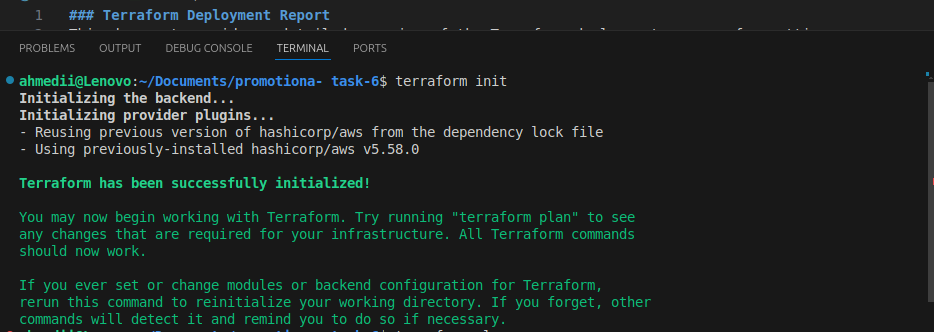 1 ### Terraform Deployment Report
PROBLEMS OUTPUT DEBUG CONSOLE TERMINAL PORTS
ahmedii@Lenovo:~/Documents/promotiona- task-6$ terraform init
Initializing the backend...
Initializing provider plugins...
- Reusing previous version of hashicorp/aws from the dependency lock file
- Using previously-installed hashicorp/aws v5.58.0
Terraform has been successfully initialized!
You may now begin working with Terraform. Try running "terraform plan" to see
any changes that are required for your infrastructure. All Terraform commands
should now work.
If you ever set or change modules or backend configuration for Terraform,
rerun this command to reinitialize your working directory. If you forget, other
commands will detect it and remind you to do so if necessary.